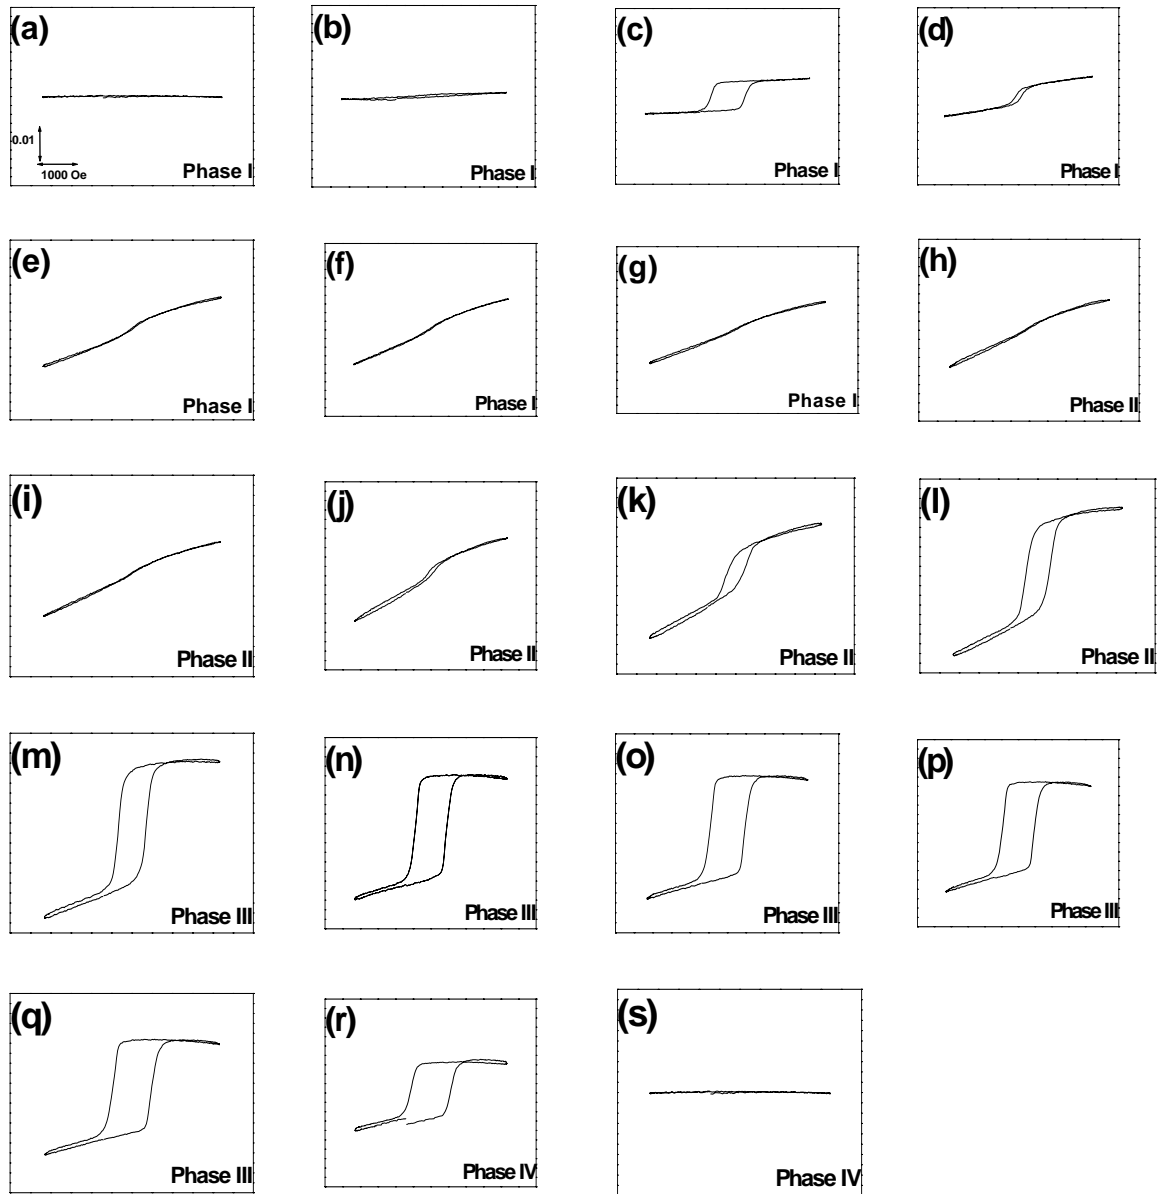 (a)
0.01
1000 Oe
Phase I
(b)
Phase I
(c)
Phase I
(d)
Phase I
(e)
Phase I
(f)
Phase I
(g)
Phase I
(h)
Phase II
(i)
Phase II
(j)
Phase II
(k)
Phase II
(l)
Phase II
(m)
Phase III
(n)
Phase III
(o)
Phase III
(p)
Phase III
(q)
Phase III
(r)
Phase IV
(s)
Phase IV